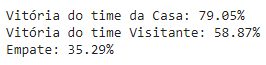 Vitória do time da Casa: 79.05%
Vitória do time Visitante: 58.87%
Empate: 35.29%